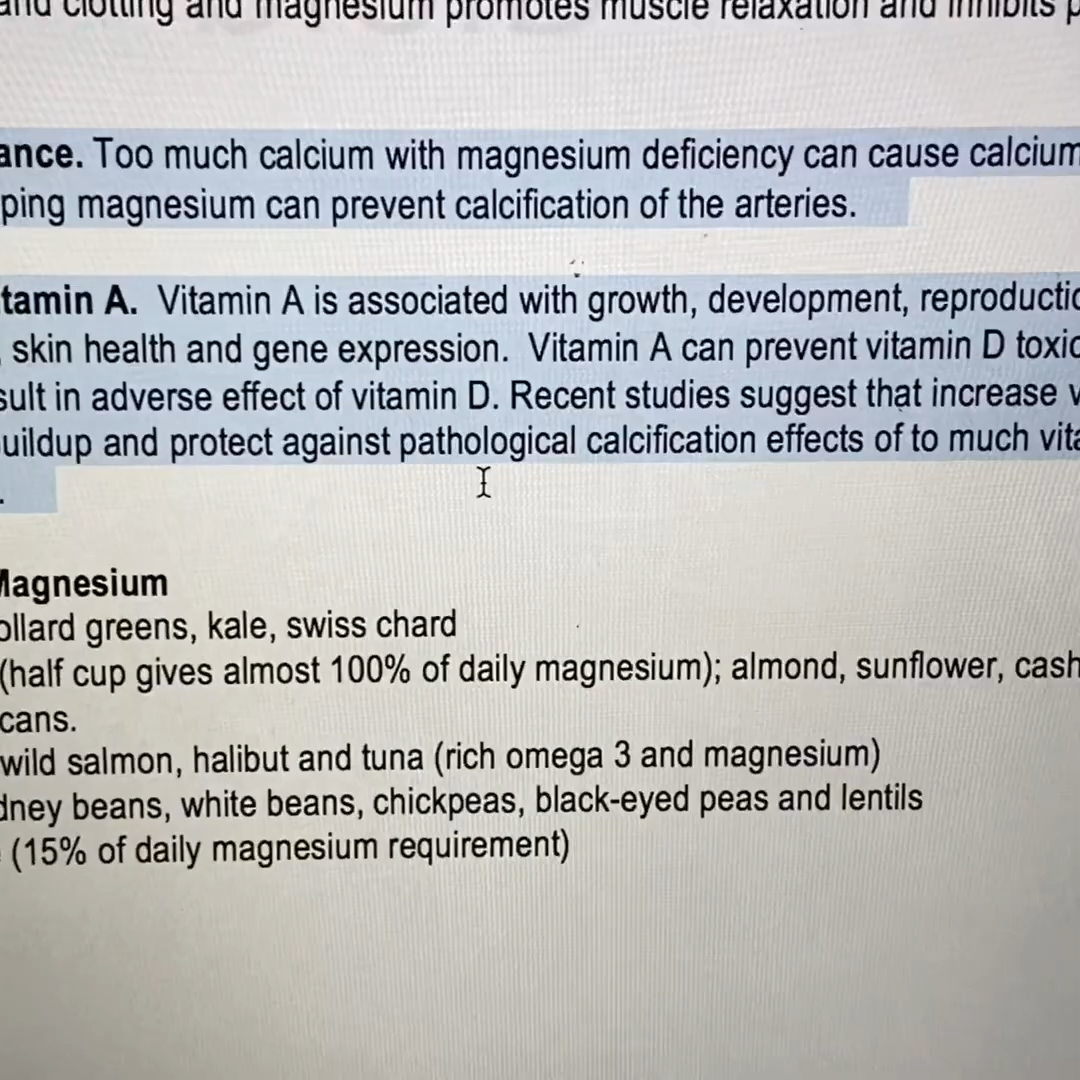 and clotting and magnesium promotes muscle relaxation and inhibits
ance. Too much calcium with magnesium deficiency can cause calcium
ping magnesium can prevent calcification of the arteries.
tamin A. Vitamin A is associated with growth, development, reproductio
skin health and gene expression. Vitamin A can prevent vitamin D toxic
sult in adverse effect of vitamin D. Recent studies suggest that increase v
uildup and protect against pathological calcification effects of to much vita
.
Magnesium
ollard greens, kale, swiss chard
(half cup gives almost 100% of daily magnesium); almond, sunflower, cash
cans.
wild salmon, halibut and tuna (rich omega 3 and magnesium)
dney beans, white beans, chickpeas, black-eyed peas and lentils
(15% of daily magnesium requirement)